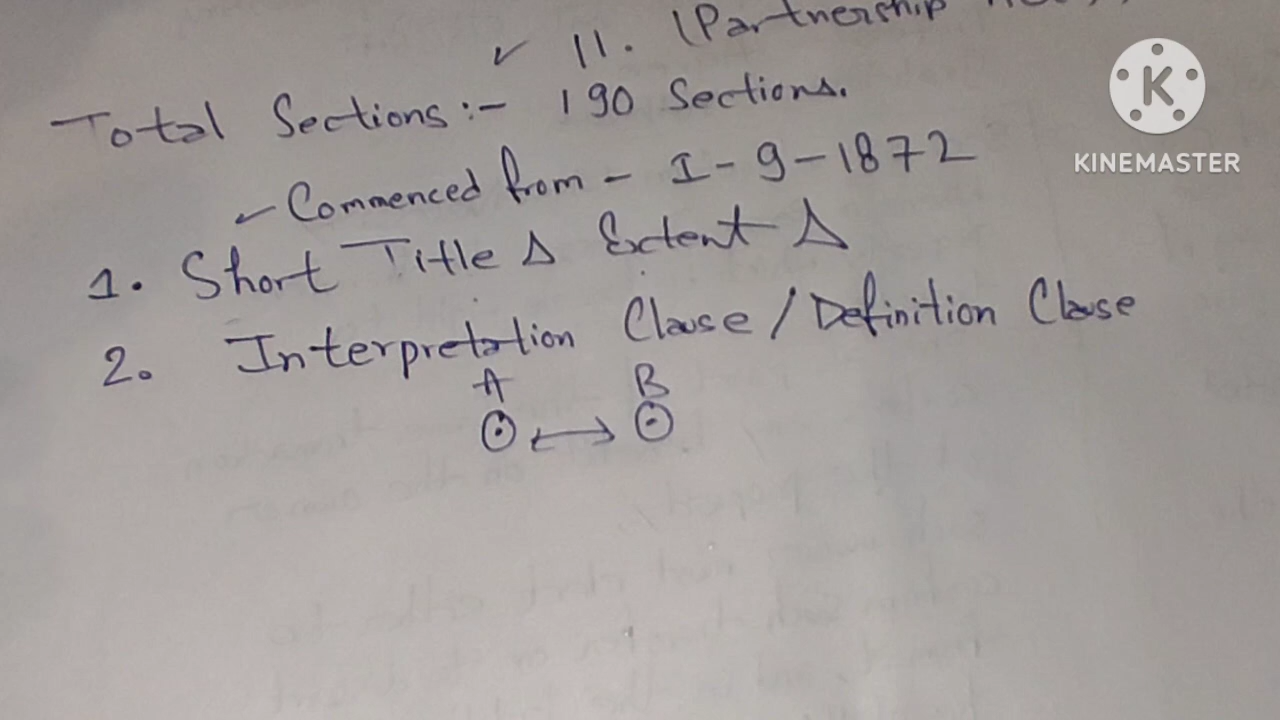 ✓ 11. (Partnership
Total Sections:- 190 Sections.
✓ Commenced from - 1-9-1872
1. Short Title Δ Extent Δ
2. Interpretation Clause / Definition Clause
A B
KINEMASTER